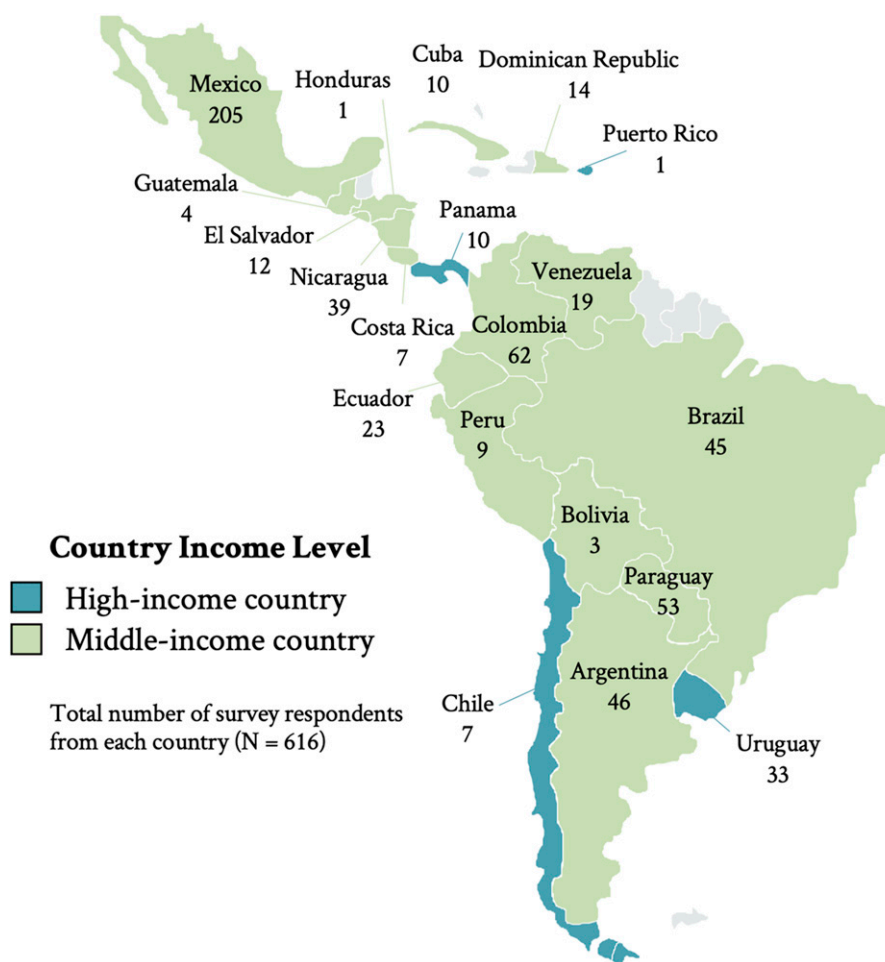 Mexico
205
Honduras
1
Cuba
10
Dominican Republic
14
Puerto Rico
1
Guatemala
4
El Salvador
12
Nicaragua
39
Costa Rica
7
Panama
10
Venezuela
19
Colombia
62
Ecuador
23
Peru
9
Brazil
45
Bolivia
3
Paraguay
53
Argentina
46
Chile
7
Uruguay
33
Country Income Level
High-income country
Middle-income country
Total number of survey respondents
from each country (N = 616)